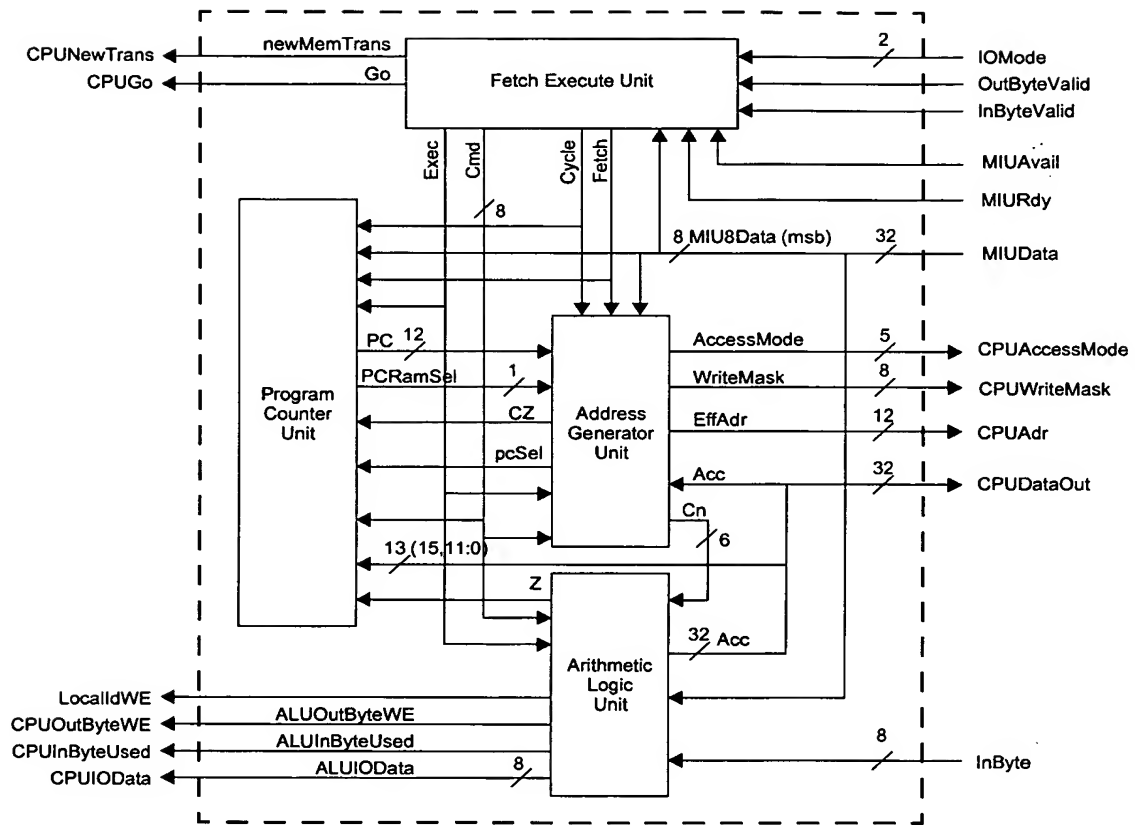 newMemTrans
CPUNewTrans
Go
CPUGo
Fetch Execute Unit
2
IOMode
OutByteValid
InByteValid
Exec
Cmd
Cycle
Fetch
MIUAvail
MIURdy
8
8 MIU8Data (msb)
32
MIUData
PC 12
PCRamSel 1
CZ
pcSel
Program
Counter
Unit
Address
Generator
Unit
AccessMode
5
CPUAccessMode
WriteMask
8
CPUWriteMask
EffAdr
12
CPUAdr
Acc
32
CPUDataOut
Cn
6
13 (15,11:0)
Z
32 Acc
Arithmetic
Logic
Unit
LocalIdWE
CPUOutByteWE
ALUOutByteWE
CPUInByteUsed
ALUInByteUsed
CPUIOData
ALUIOData
8
8
InByte